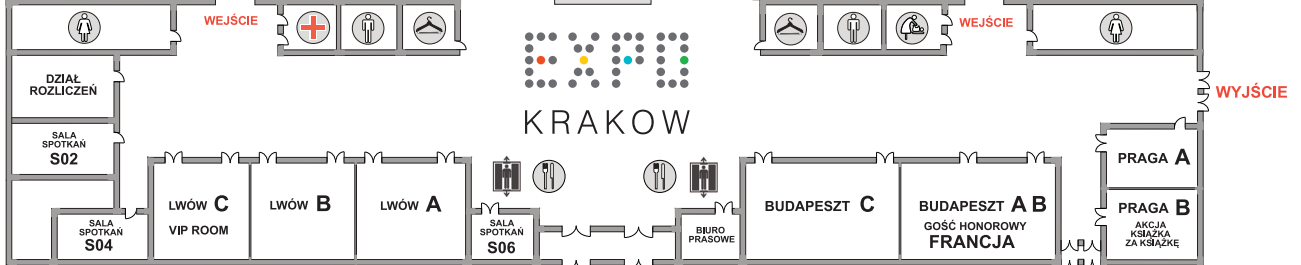 WEJŚCIE
WEJŚCIE
EXPO
KRAKOW
DZIAŁ
ROZLICZEŃ
WYJŚCIE
SALA
SPOTKAŃ
S02
PRAGA A
LWÓW C
VIP ROOM
LWÓW B
LWÓW A
SALA
SPOTKAŃ
S04
SALA
SPOTKAŃ
S06
BIURO
PRASOWE
BUDAPESZT C
BUDAPESZT A B
GOŚĆ HONOROWY
FRANCJA
PRAGA B
AKCJA
KSIĄŻKA
ZA KSIĄŻKĘ